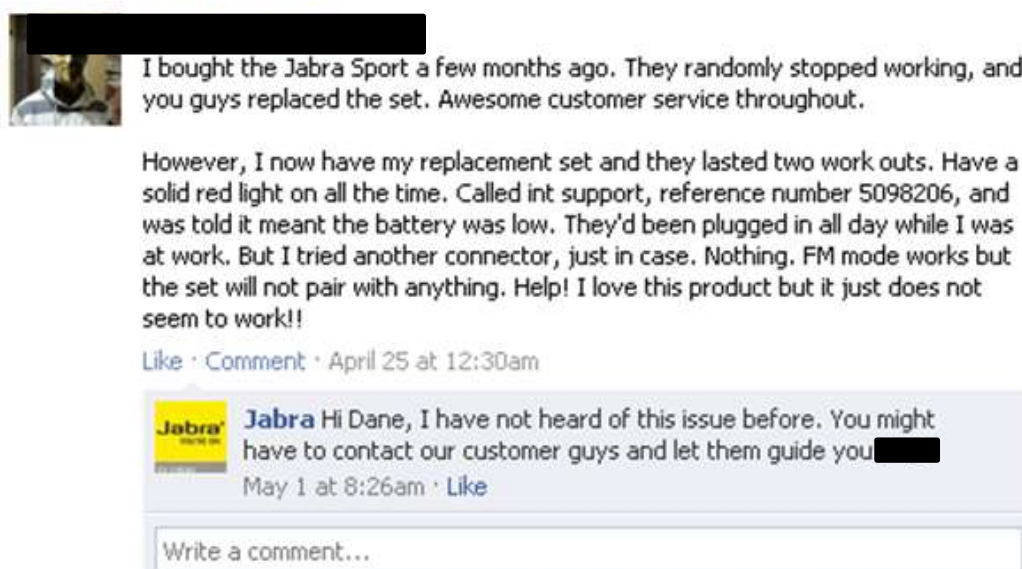 I bought the Jabra Sport a few months ago. They randomly stopped working, and
you guys replaced the set. Awesome customer service throughout.
However, I now have my replacement set and they lasted two work outs. Have a
solid red light on all the time. Called int support, reference number 5098206, and
was told it meant the battery was low. They'd been plugged in all day while I was
at work. But I tried another connector, just in case. Nothing. FM mode works but
the set will not pair with anything. Help! I love this product but it just does not
seem to work!!
Like · Comment · April 25 at 12:30am
Jabra
Jabra Hi Dane, I have not heard of this issue before. You might
have to contact our customer guys and let them guide you
May 1 at 8:26am · Like
Write a comment...